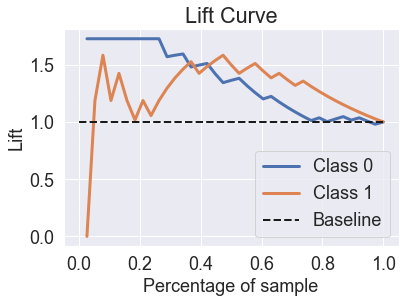 Lift Curve
Lift
1.5
1.0
0.5
0.0
Class 0
Class 1
Baseline
0.0 0.2 0.4 0.6 0.8 1.0
Percentage of sample